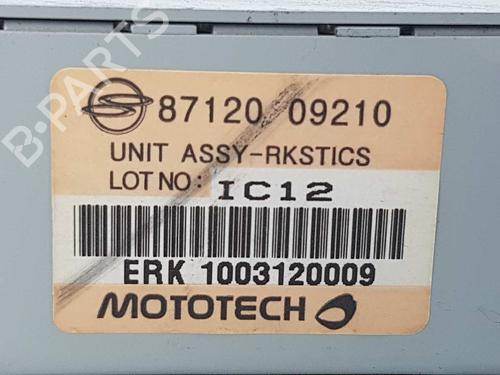 B-PARTS
87120 09210
UNIT ASSY-RKSTICS
LOT NO: IC12
ERK 1003120009
MOTOTECH